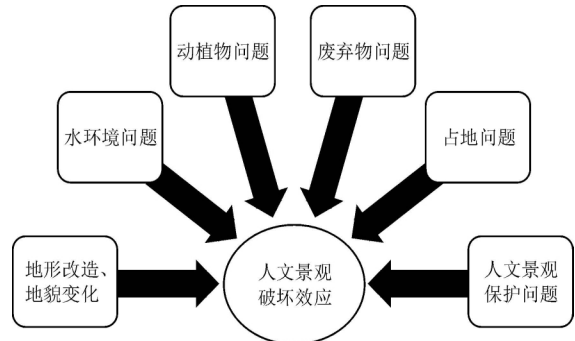 动植物问题
废弃物问题
水环境问题
占地问题
地形改造、
地貌变化
人文景观
破坏效应
人文景观
保护问题